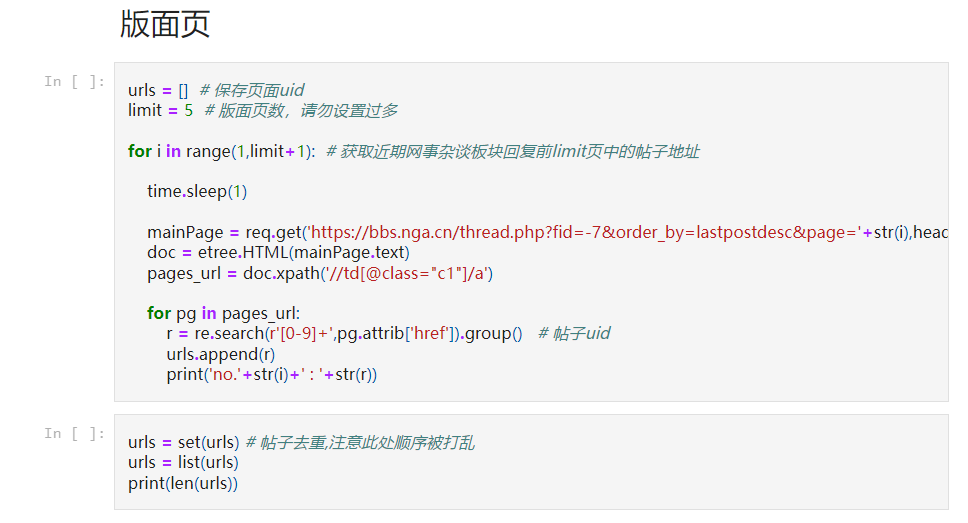 版面页
In [ ]:
urls = [] # 保存页面uid
limit = 5 # 版面页数，请勿设置过多
for i in range(1,limit+1): # 获取近期网事杂谈板块回复前limit页中的帖子地址
time.sleep(1)
mainPage = req.get('https://bbs.nga.cn/thread.php?fid=-7&order_by=lastpostdesc&page='+str(i),head
doc = etree.HTML(mainPage.text)
pages_url = doc.xpath('//td[@class="c1"]/a')
for pg in pages_url:
r = re.search(r'[0-9]+',pg.attrib['href']).group() # 帖子uid
urls.append(r)
print('no.'+str(i)+' : '+str(r))
In [ ]:
urls = set(urls) # 帖子去重,注意此处顺序被打乱
urls = list(urls)
print(len(urls))